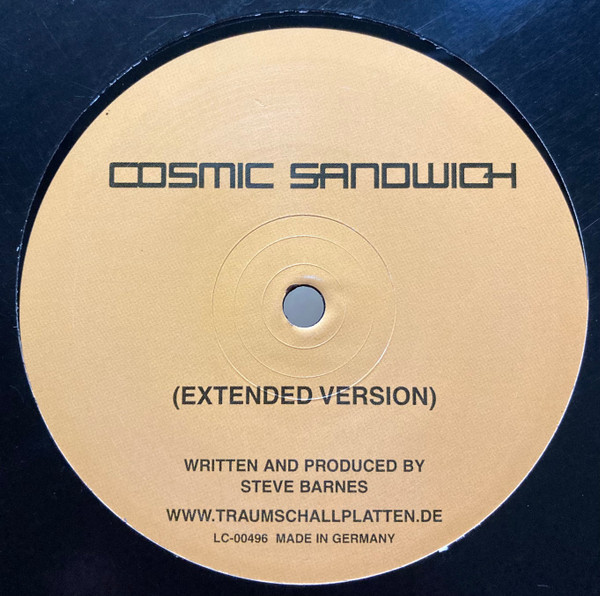 COSMIC SANDWICH
(EXTENDED VERSION)
WRITTEN AND PRODUCED BY
STEVE BARNES
WWW.TRAUMSCHALLPLATTEN.DE
LC-00496 MADE IN GERMANY